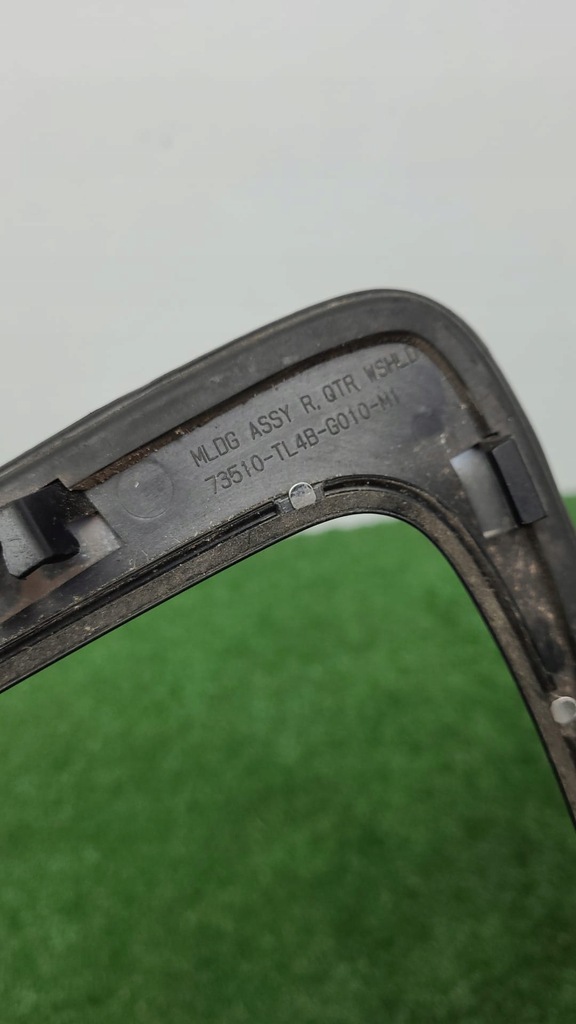 MLDG ASSY R, QTR WSHLD
73510-TL4B-G010-M1